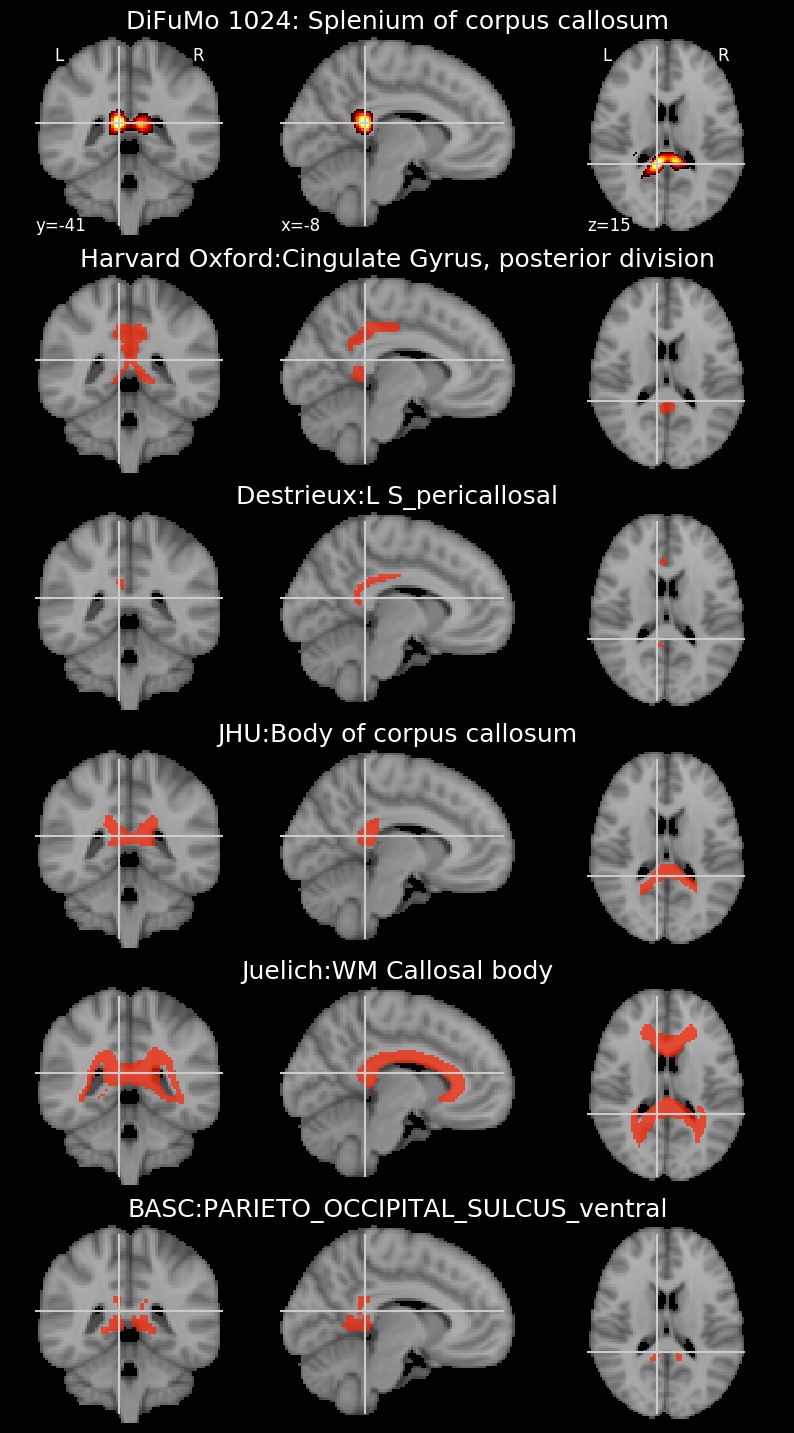 DiFuMo 1024: Splenium of corpus callosum
L R L R
y=-41 x=-8 z=15
Harvard Oxford:Cingulate Gyrus, posterior division
Destrieux:L S_pericallosal
JHU:Body of corpus callosum
Juelich:WM Callosal body
BASC:PARIETO_OCCIPITAL_SULCUS_ventral